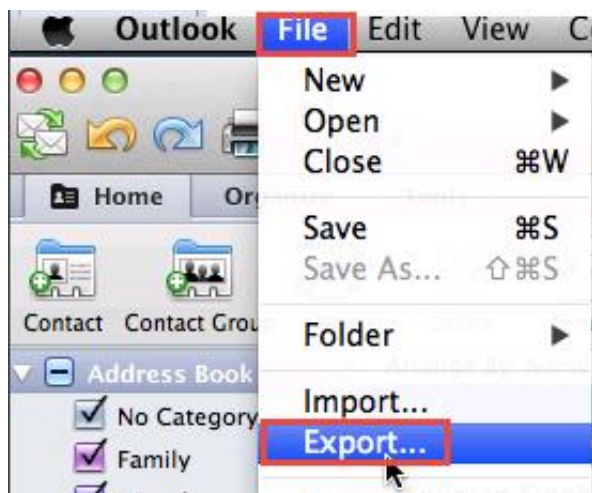 Outlook File Edit View
New
Open
Close ⌘W
Home
Save ⌘S
Save As... ⇧⌘S
Contact Contact Group
Folder
Address Book
Import...
No Category
Export...
Family